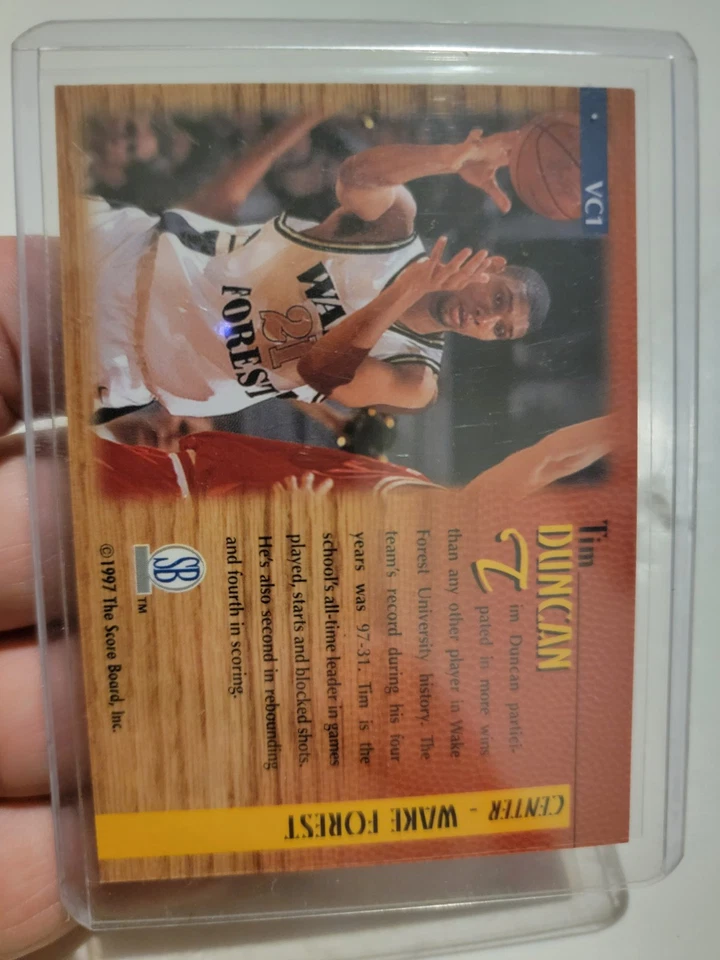 VC1
WAKE
21
FOREST
Tim
DUNCAN
Tim Duncan partici-
pated in more wins
than any other player in Wake
Forest University history. The
team's record during his four
years was 97-31. Tim is the
school's all-time leader in games
played, starts and blocked shots.
He's also second in rebounding
and fourth in scoring.
SB
TM
©1997 The Score Board, Inc.
CENTER - WAKE FOREST